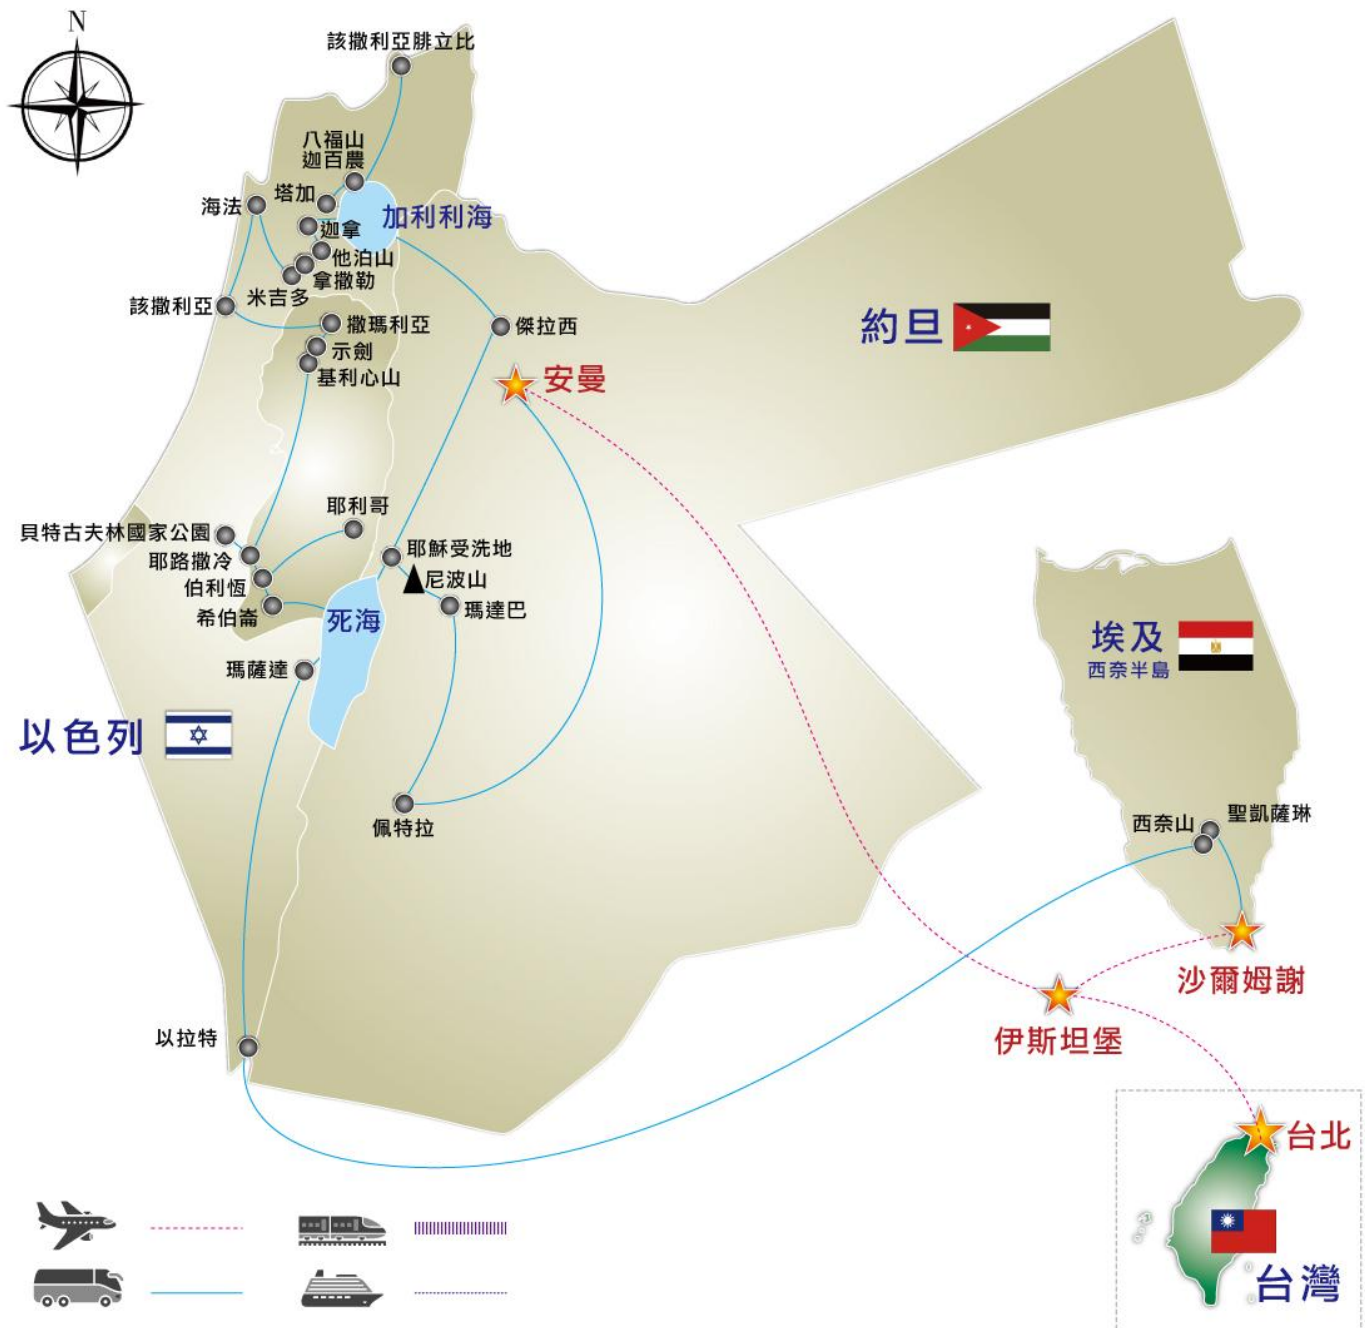 N
該撒利亞腓立比
八福山
迦百農
塔加
海法
加利利海
迦拿
他泊山
拿撒勒
米吉多
該撒利亞
撒瑪利亞
傑拉西
約旦
示劍
基利心山
安曼
耶利哥
貝特古夫林國家公園
耶路撒冷
耶穌受洗地
伯利恆
尼波山
希伯崙
瑪達巴
死海
埃及
西奈半島
瑪薩達
以色列
佩特拉
西奈山
聖凱薩琳
沙爾姆謝
以拉特
伊斯坦堡
台北
台灣